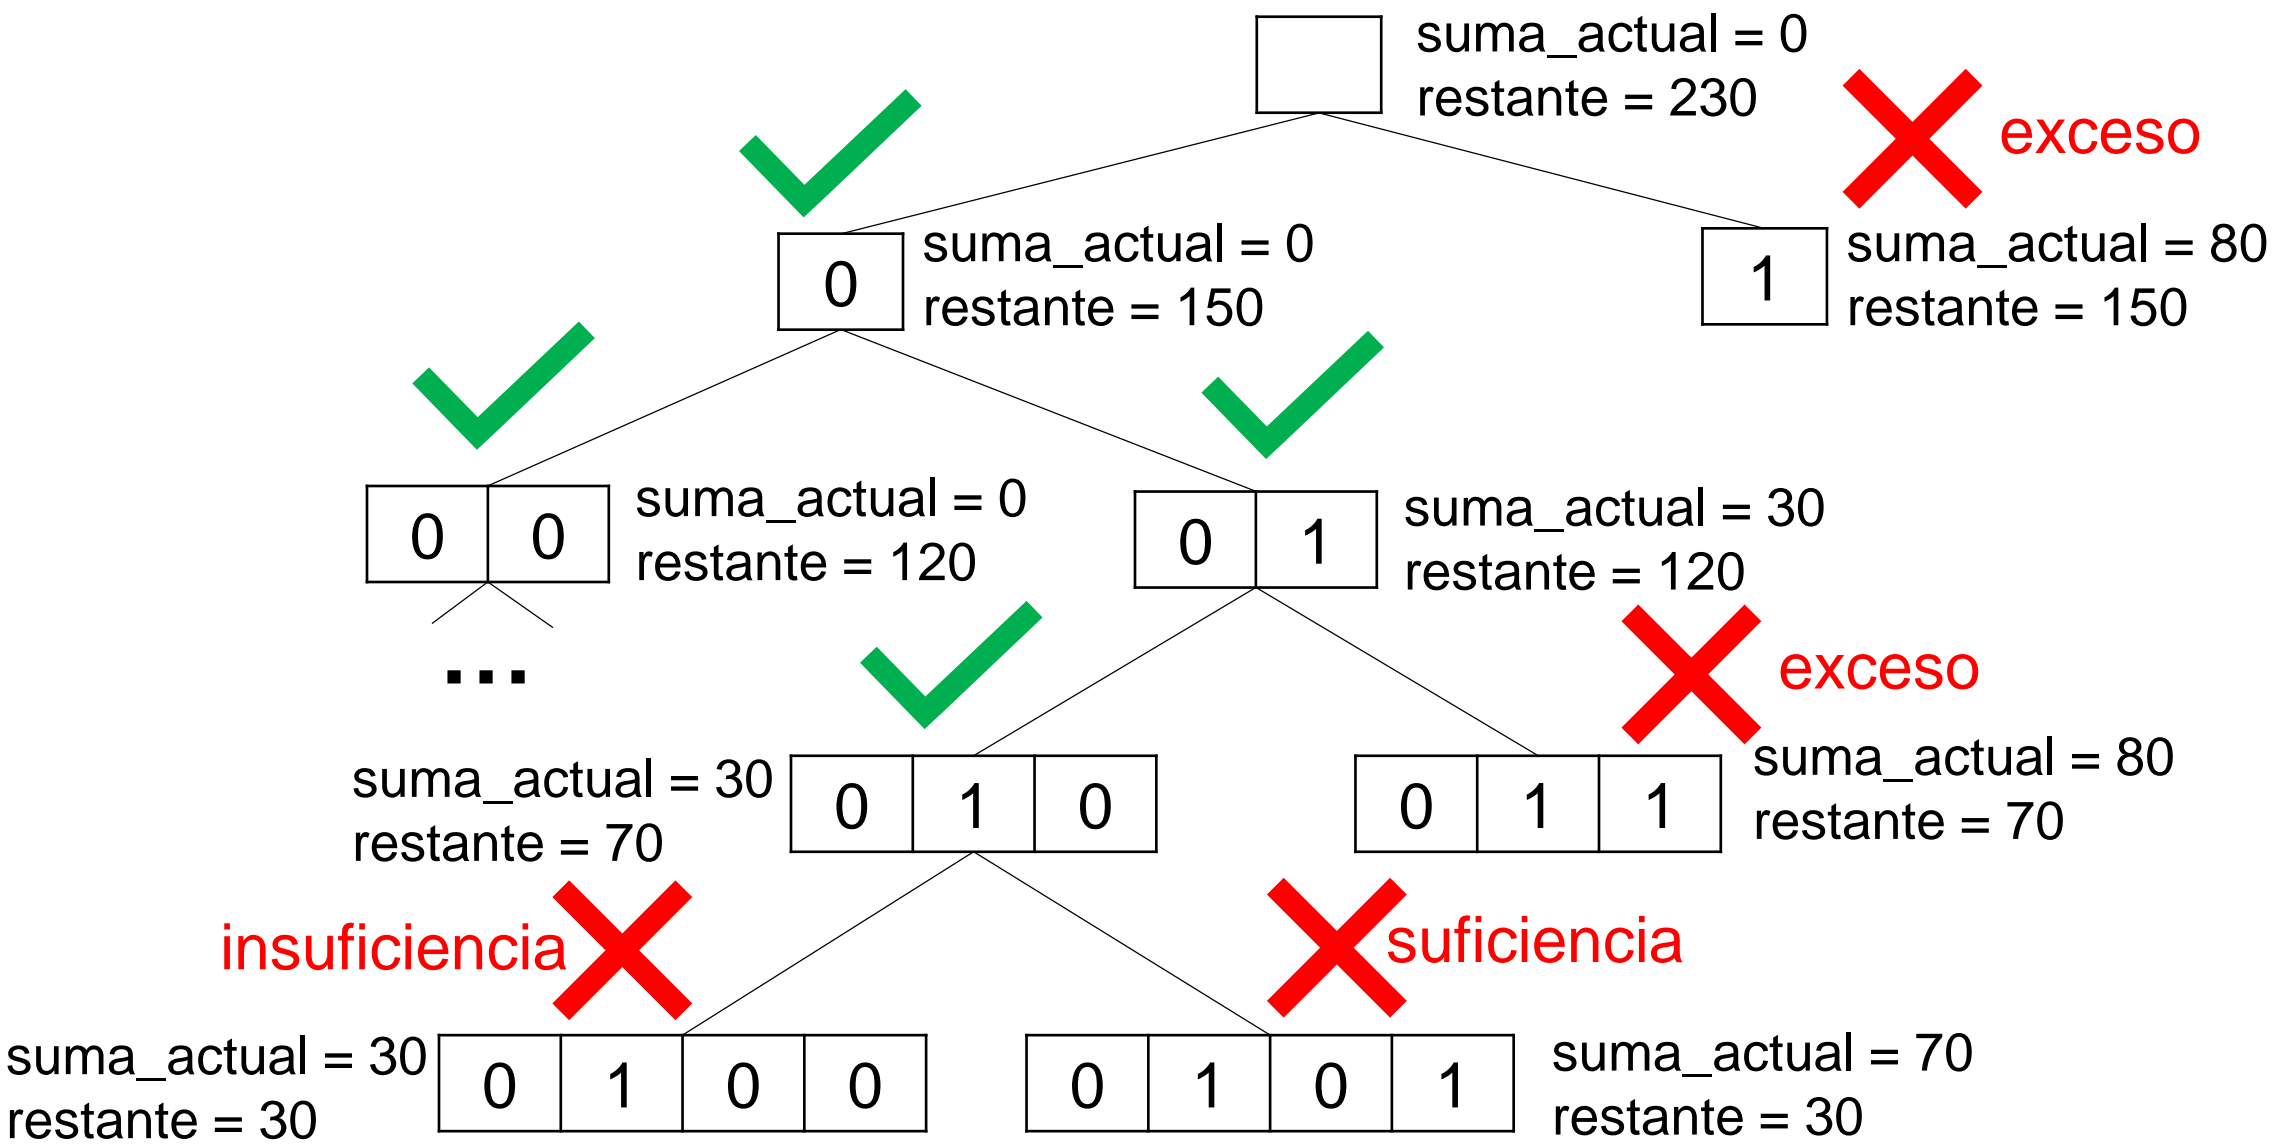 suma_actual = 0
restante = 230
exceso
0
suma_actual = 0
restante = 150
1
suma_actual = 80
restante = 150
0 0
suma_actual = 0
restante = 120
0 1
suma_actual = 30
restante = 120
...
exceso
suma_actual = 30
restante = 70
0 1 0
0 1 1
suma_actual = 80
restante = 70
insuficiencia
suficiencia
suma_actual = 30
restante = 30
0 1 0 0
0 1 0 1
suma_actual = 70
restante = 30